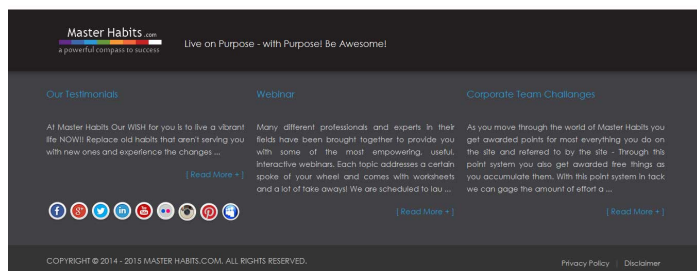 Master Habits.com
a powerful compass to success
Live on Purpose - with Purpose! Be Awesome!
Our Testimonials
At Master Habits Our WISH for you is to live a vibrant
life NOW!! Replace old habits that aren't serving you
with new ones and experience the changes ...
[ Read More + ]
Webinar
Many different professionals and experts in their
fields have been brought together to provide you
with some of the most empowering, useful,
interactive webinars. Each topic addresses a certain
spoke of your wheel and comes with worksheets
and a lot of take aways! We are scheduled to lau ...
[ Read More + ]
Corporate Team Challanges
As you move through the world of Master Habits you
get awarded points for most everything you do on
the site and referred to by the site - Through this
point system you also get awarded free things as
you accumulate them. With this point system in tack
we can gage the amount of effort a ...
[ Read More + ]
COPYRIGHT © 2014 - 2015 MASTER HABITS.COM. ALL RIGHTS RESERVED.
Privacy Policy | Disclaimer